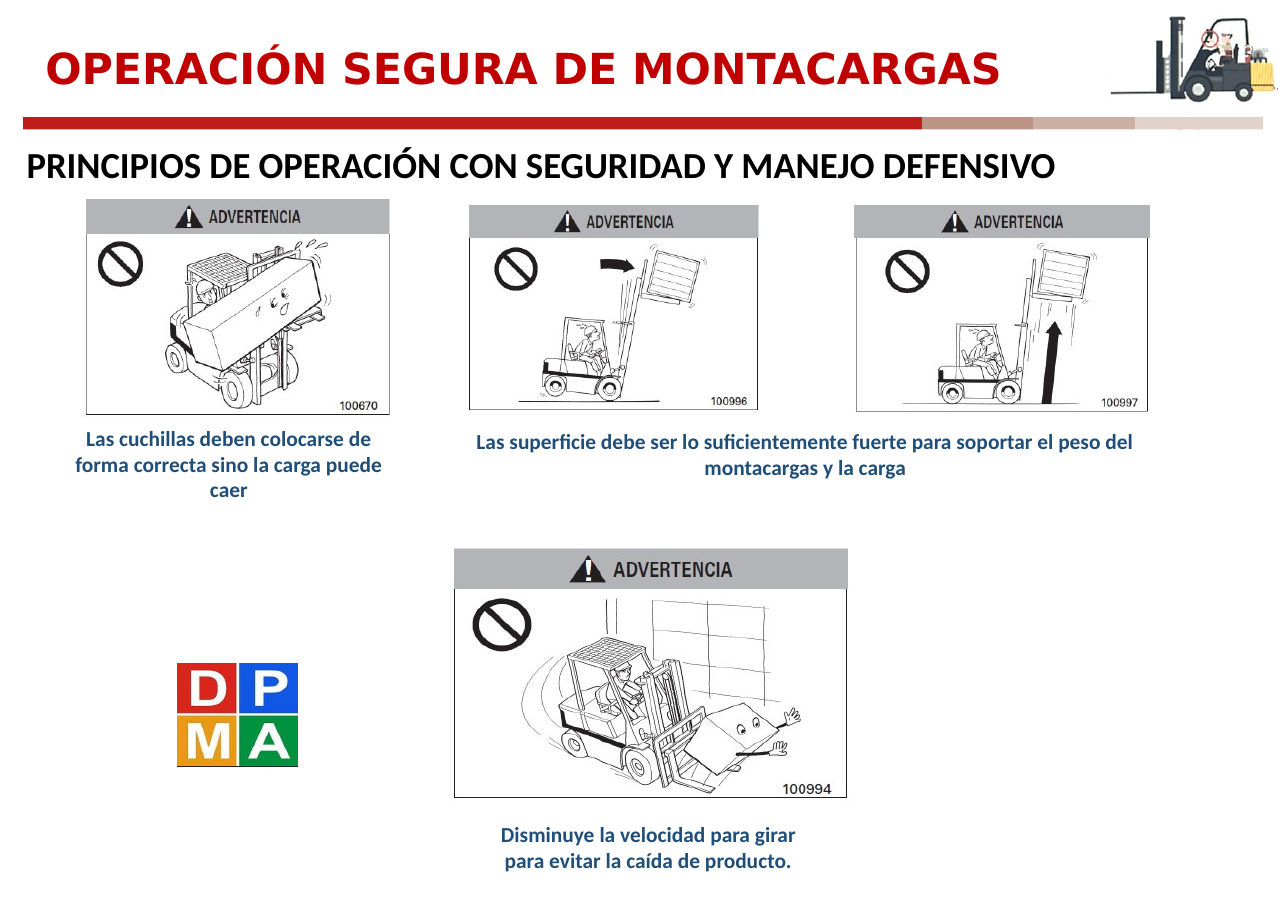 OPERACIÓN SEGURA DE MONTACARGAS
PRINCIPIOS DE OPERACIÓN CON SEGURIDAD Y MANEJO DEFENSIVO
ADVERTENCIA
100670
ADVERTENCIA
100996
ADVERTENCIA
100997
Las cuchillas deben colocarse de
forma correcta sino la carga puede
caer
Las superficie debe ser lo suficientemente fuerte para soportar el peso del
montacargas y la carga
ADVERTENCIA
100994
D P
M A
Disminuye la velocidad para girar
para evitar la caída de producto.